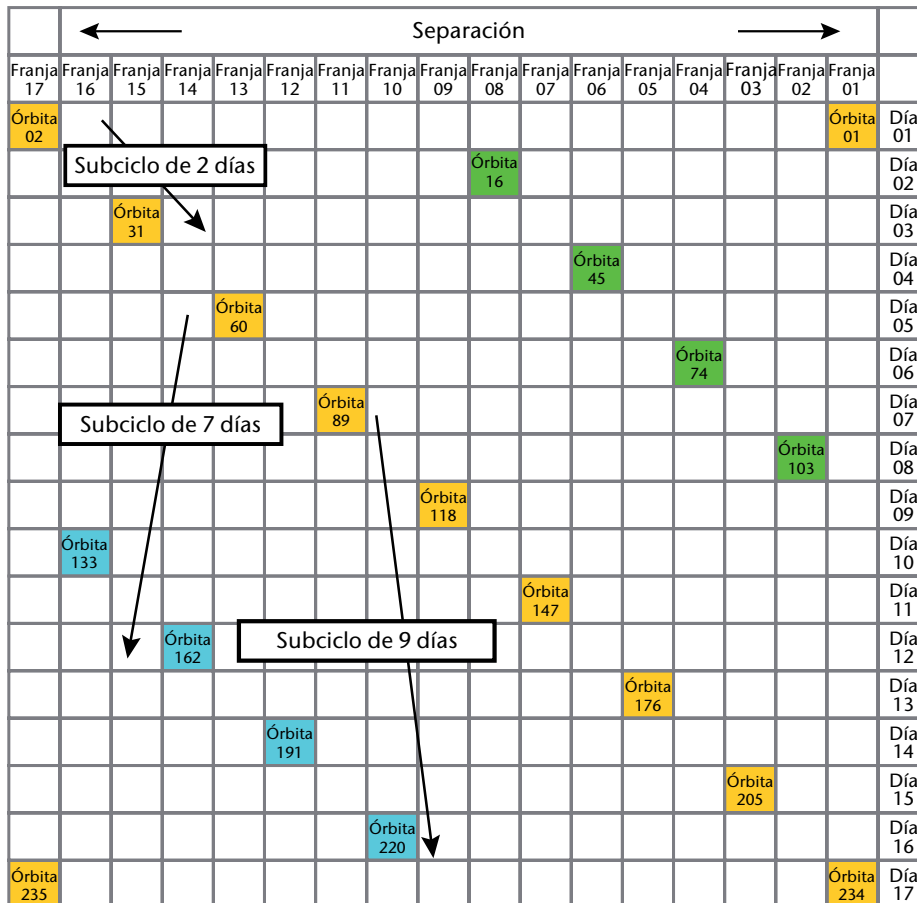 Separación
Franja Franja Franja Franja Franja Franja Franja Franja Franja Franja Franja Franja Franja Franja Franja Franja Franja
17 16 15 14 13 12 11 10 09 08 07 06 05 04 03 02 01
Órbita Órbita Día
02 01 01
Subciclo de 2 días
Órbita Día
16 02
Órbita Día
31 03
Órbita Día
45 04
Órbita Día
60 05
Órbita Día
74 06
Órbita Día
89 07
Subciclo de 7 días
Órbita Día
103 08
Órbita Día
118 09
Órbita Día
133 10
Órbita Día
147 11
Órbita Día
162 12
Subciclo de 9 días
Órbita Día
176 13
Órbita Día
191 14
Órbita Día
205 15
Órbita Día
220 16
Órbita Órbita Día
235 234 17